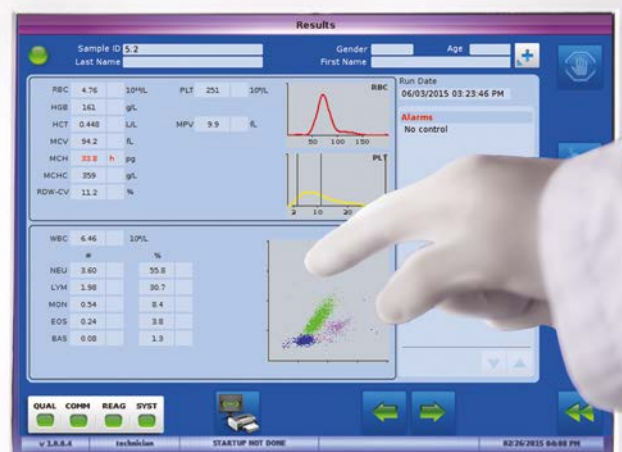 Results
Sample ID 5.2 Gender Age
Last Name First Name
Run Date
06/03/2015 03:23:46 PM
Alarms
No control
RBC 4.76 10¹²/L PLT 251 10⁹/L
HGB 161 g/L
HCT 0.448 L/L MPV 9.9 fL
MCV 94.2 fL
MCH 33.8 h pg
MCHC 359 g/L
RDW-CV 11.2 %
RBC
50 100 150
PLT
2 10 20
WBC 6.46 10⁹/L
# %
NEU 3.60 55.8
LYM 1.98 30.7
MON 0.54 8.4
EOS 0.24 3.8
BAS 0.08 1.3
QUAL COMM REAG SYST
technician STARTUP NOT DONE 02/26/2015 04:08 PM